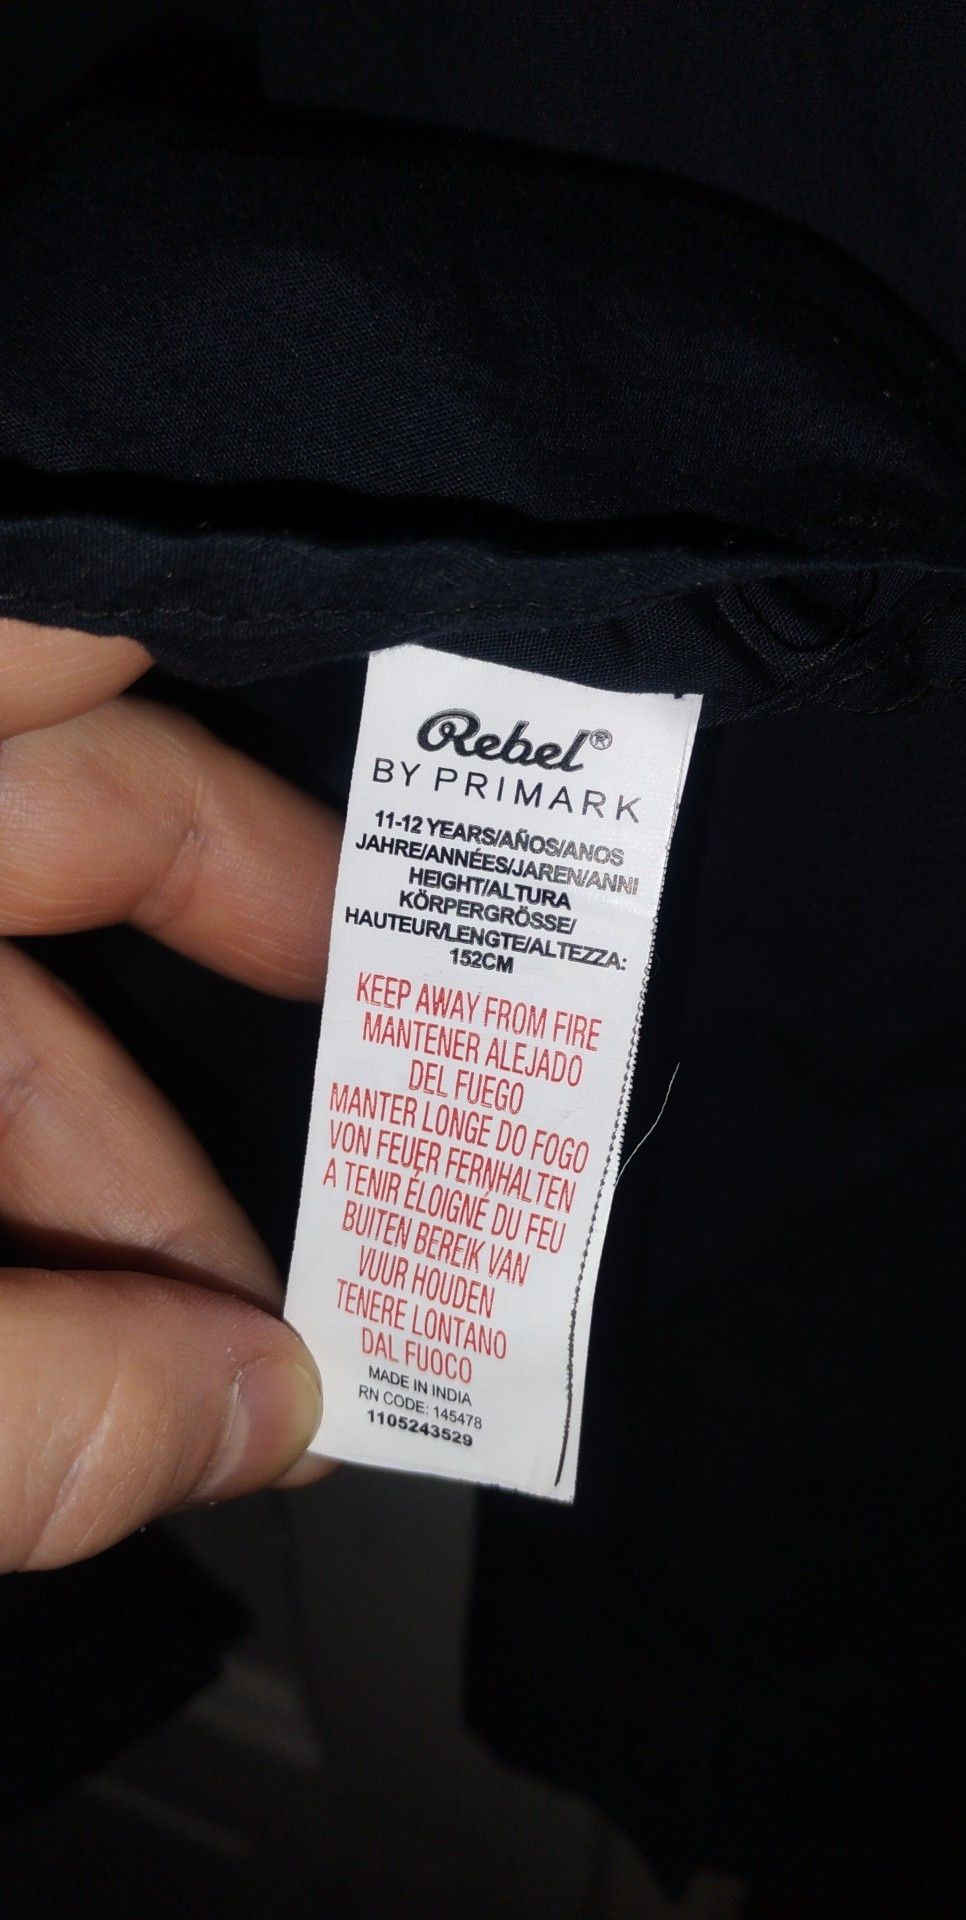 Rebel®
BY PRIMARK
11-12 YEARS/AÑOS/ANOS
JAHRE/ANNÉES/JAREN/ANNI
HEIGHT/ALTURA
KÖRPERGRÖSSE/
HAUTEUR/LENGTE/ALTEZZA:
152CM
KEEP AWAY FROM FIRE
MANTENER ALEJADO
DEL FUEGO
MANTER LONGE DO FOGO
VON FEUER FERNHALTEN
A TENIR ÉLOIGNÉ DU FEU
BUITEN BEREIK VAN
VUUR HOUDEN
TENERE LONTANO
DAL FUOCO
MADE IN INDIA
RN CODE: 145478
1105243529